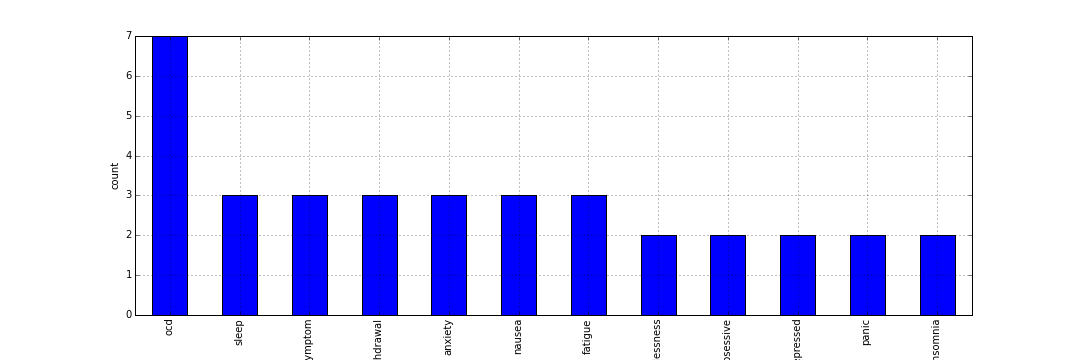 7
6
5
4
3
2
1
0
count
ocd
sleep
ymptom
hdrawal
anxiety
nausea
fatigue
essness
sessive
pressed
panic
nsomnia